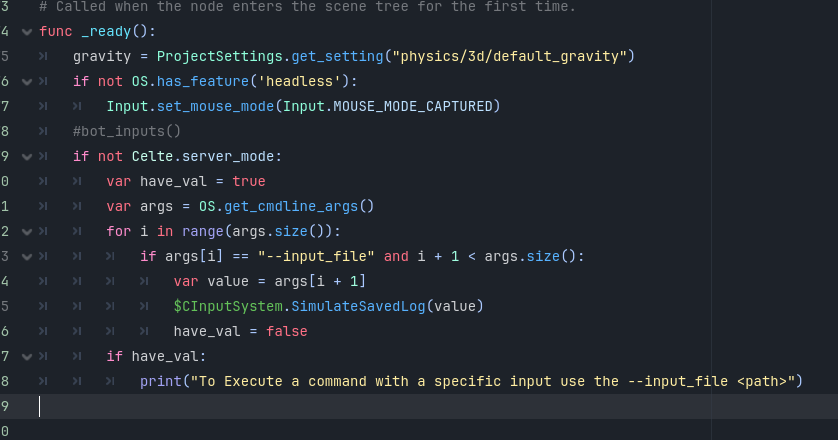 3 # Called when the node enters the scene tree for the first time.
4 func _ready():
5 gravity = ProjectSettings.get_setting("physics/3d/default_gravity")
6 if not OS.has_feature('headless'):
7 Input.set_mouse_mode(Input.MOUSE_MODE_CAPTURED)
8 #bot_inputs()
9 if not Celte.server_mode:
0 var have_val = true
1 var args = OS.get_cmdline_args()
2 for i in range(args.size()):
3 if args[i] == "--input_file" and i + 1 < args.size():
4 var value = args[i + 1]
5 $CInputSystem.SimulateSavedLog(value)
6 have_val = false
7 if have_val:
8 print("To Execute a command with a specific input use the --input_file <path>")
9
0